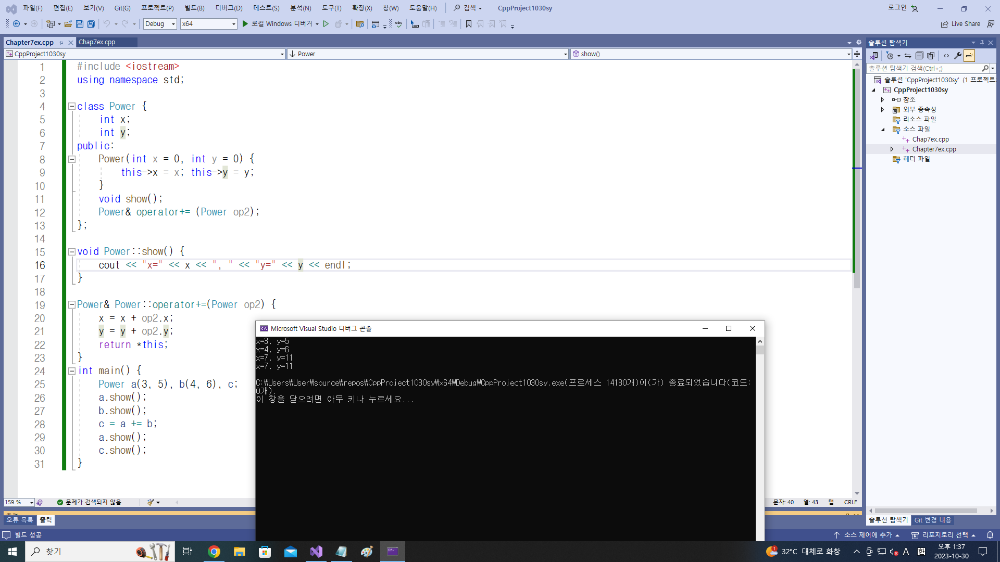 파일(F) 편집(E) 보기(V) Git(G) 프로젝트(P) 빌드(B) 디버그(D) 테스트(S) 분석(N) 도구(T) 확장(X) 창(W) 도움말(H) 검색 CppProject1030sy 로그인
Debug x64 로컬 Windows 디버거 Live Share
Chapter7ex.cpp Chap7ex.cpp
CppProject1030sy Power show()
1 #include <iostream>
2 using namespace std;
3
4 class Power {
5 int x;
6 int y;
7 public:
8 Power(int x = 0, int y = 0) {
9 this->x = x; this->y = y;
10 }
11 void show();
12 Power& operator+= (Power op2);
13 };
14
15 void Power::show() {
16 cout << "x=" << x << ", " << "y=" << y << endl;
17 }
18
19 Power& Power::operator+=(Power op2) {
20 x = x + op2.x;
21 y = y + op2.y;
22 return *this;
23 }
24 int main() {
25 Power a(3, 5), b(4, 6), c;
26 a.show();
27 b.show();
28 c = a += b;
29 a.show();
30 c.show();
31 }
Microsoft Visual Studio 디버그 콘솔
x=3, y=5
x=4, y=6
x=7, y=11
x=7, y=11
C:₩Users₩User₩source₩repos₩CppProject1030sy₩x64₩Debug₩CppProject1030sy.exe(프로세스 14180개)이(가) 종료되었습니다(코드:
0개).
이 창을 닫으려면 아무 키나 누르세요...
솔루션 탐색기
솔루션 탐색기 검색(Ctrl+;)
솔루션 'CppProject1030sy' (1 프로젝트
CppProject1030sy
참조
외부 종속성
리소스 파일
소스 파일
Chap7ex.cpp
Chapter7ex.cpp
헤더 파일
159 % 문제가 검색되지 않음 문자: 40 열: 43 탭 CRLF
오류 목록 출력 솔루션 탐색기 Git 변경 내용
빌드 성공 소스 제어에 추가 리포지토리 선택
찾기 1 32°C 대체로 화창 A 한 오후 1:37
2023-10-30